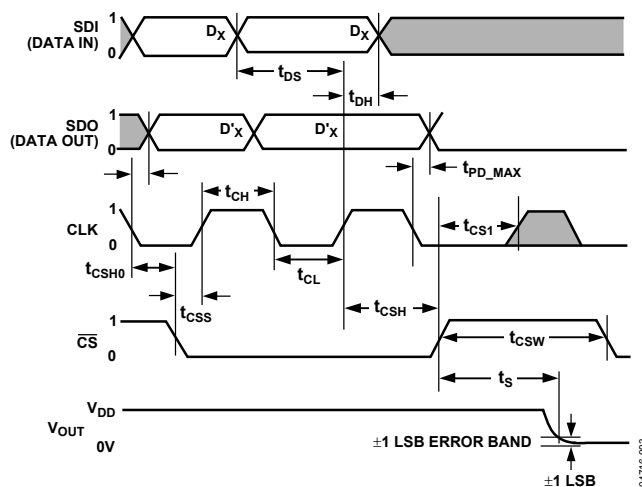 SDI
(DATA IN)
1
0
DX
DX
tDS
tDH
SDO
(DATA OUT)
1
0
D'X
D'X
tPD_MAX
tCH
CLK
1
0
tCS1
tCSH0
tCL
tCSS
tCSH
CS
1
0
tCSW
tS
VOUT
VDD
0V
±1 LSB ERROR BAND
±1 LSB